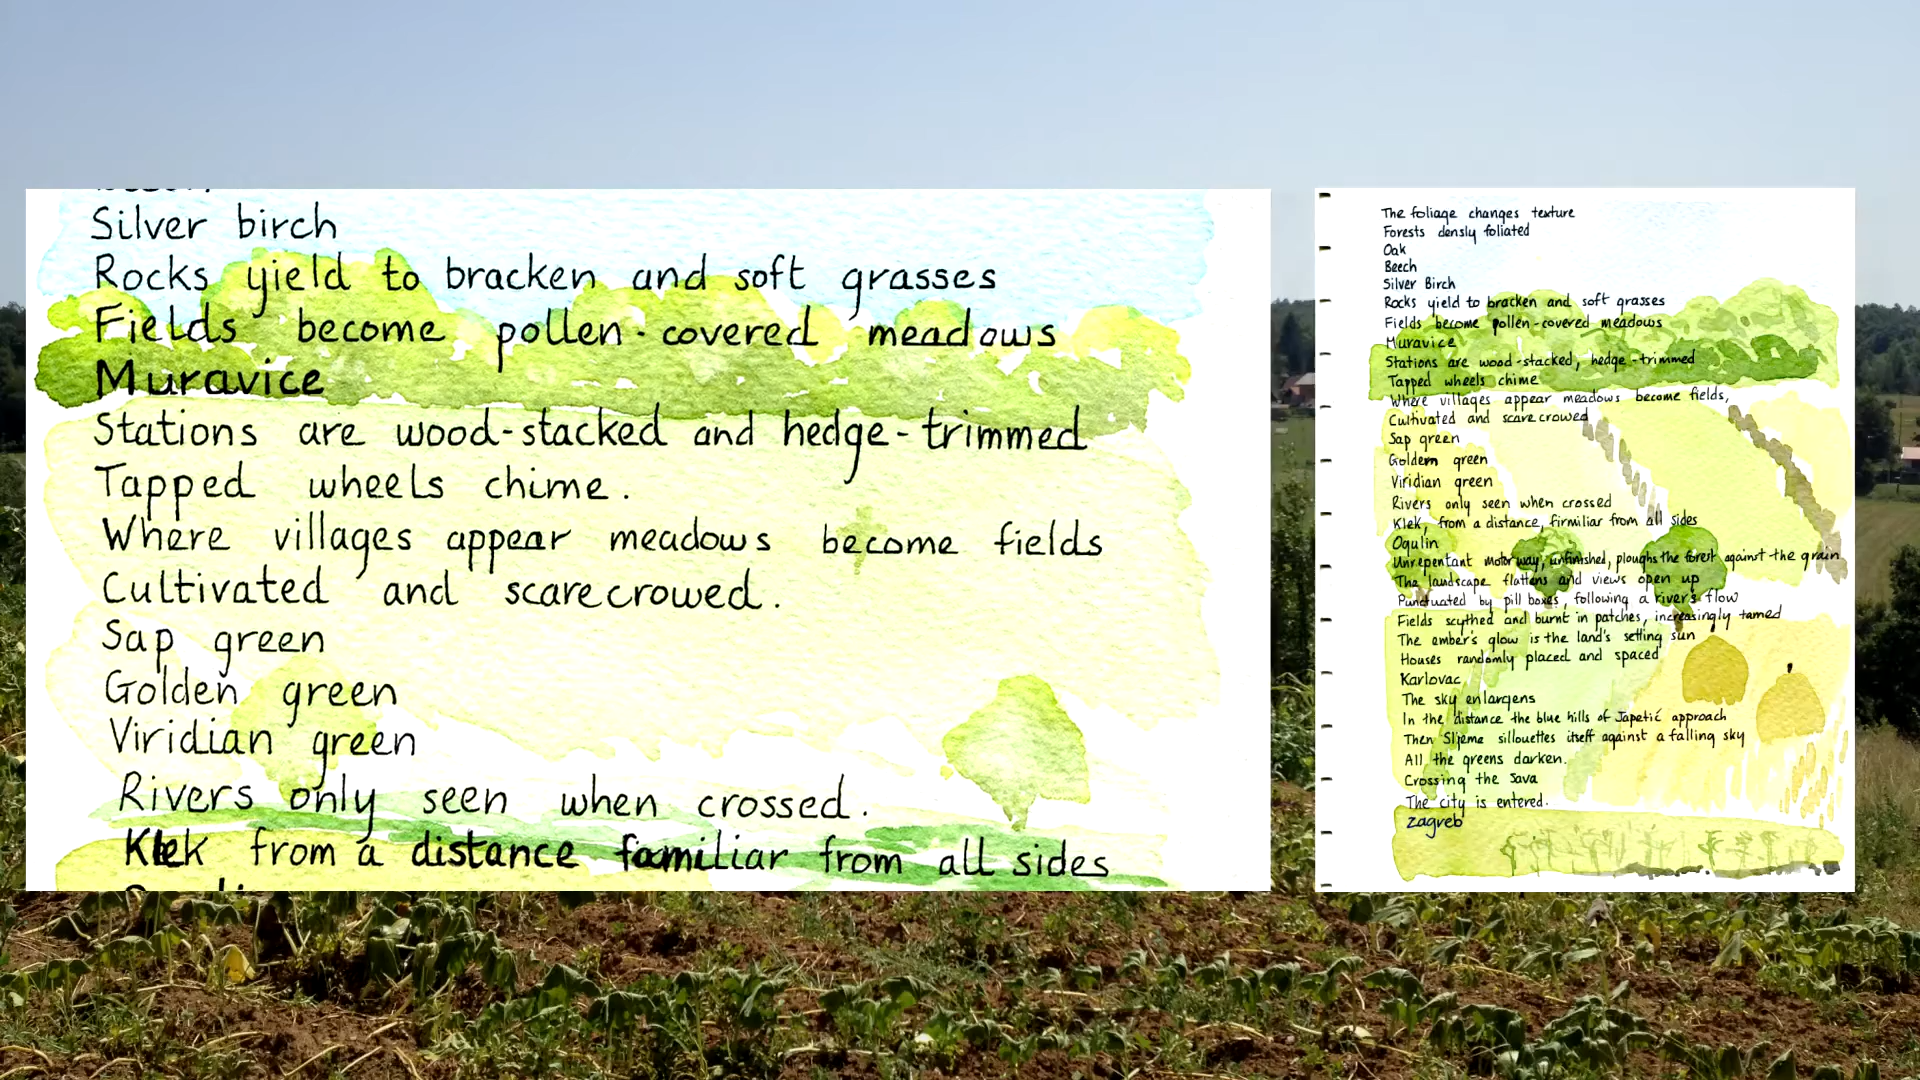 Silver birch
Rocks yield to bracken and soft grasses
Fields become pollen-covered meadows
Muravice
Stations are wood-stacked and hedge-trimmed
Tapped wheels chime.
Where villages appear meadows become fields
Cultivated and scarecrowed.
Sap green
Golden green
Viridian green
Rivers only seen when crossed.
Klek from a distance familiar from all sides
The foliage changes texture
Forests densly foliated
Oak
Beech
Silver Birch
Rocks yield to bracken and soft grasses
Fields become pollen-covered meadows
Muravice
Stations are wood-stacked, hedge-trimmed
Tapped wheels chime
Where villages appear meadows become fields,
Cultivated and scarecrowed
Sap green
Goldern green
Viridian green
Rivers only seen when crossed
Klek, from a distance, firmiliar from all sides
Ogulin
Unrepentant motorway, unfinished, ploughs the forest against the grain
The landscape flattens and views open up
Punctuated by pill boxes, following a river's flow
Fields scythed and burnt in patches, increasingly tamed
The ember's glow is the land's setting sun
Houses randomly placed and spaced
Karlovac
The sky enlargens
In the distance the blue hills of Japetić approach
Then Sljeme sillouettes itself against a falling sky
All the greens darken.
Crossing the Sava
The city is entered.
Zagreb